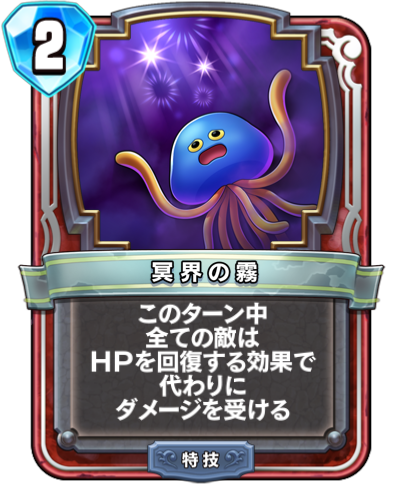 2
冥界の霧
このターン中
全ての敵は
HPを回復する効果で
代わりに
ダメージを受ける
特技